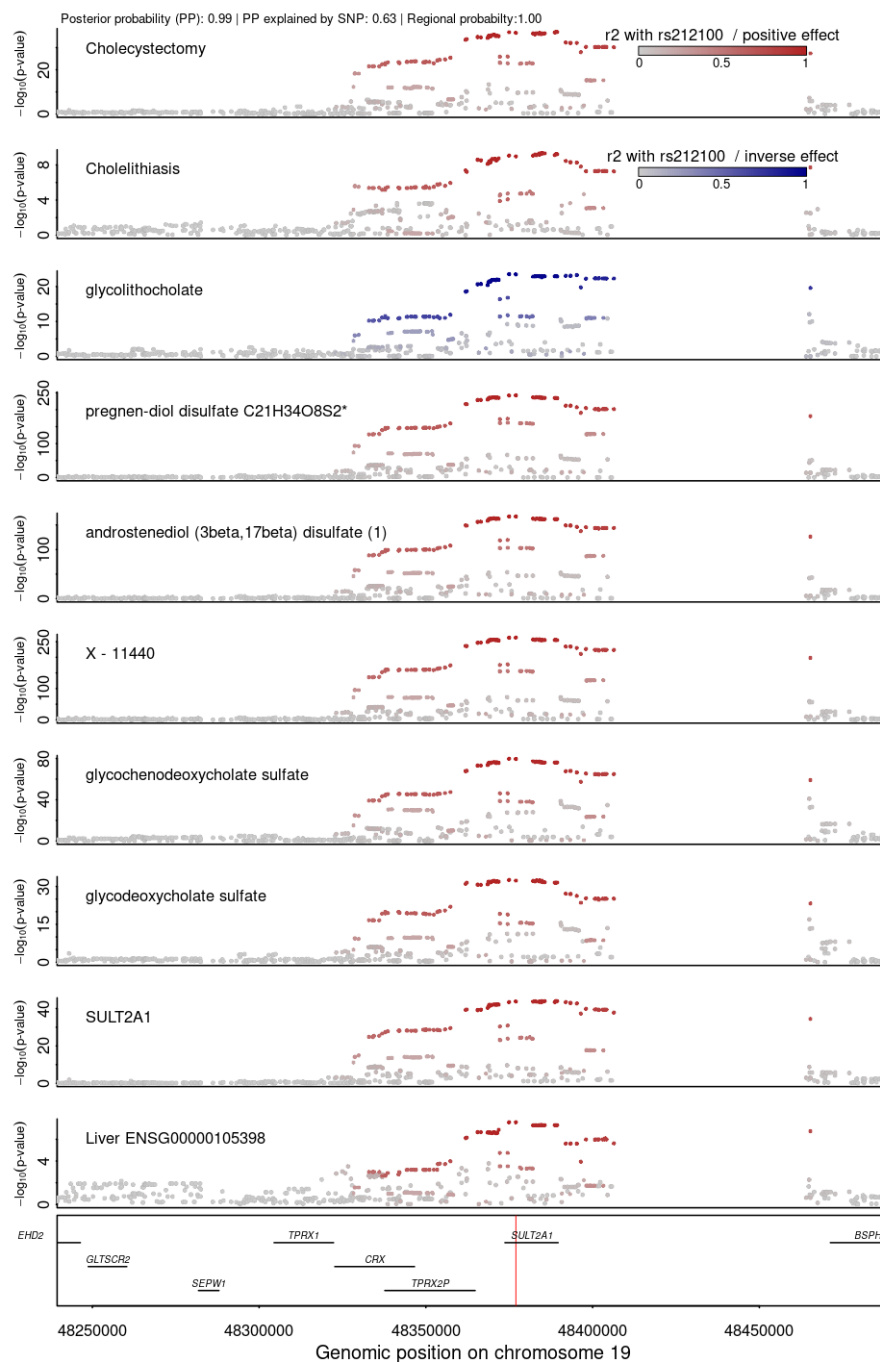 Posterior probability (PP): 0.99 | PP explained by SNP: 0.63 | Regional probabilty:1.00
Cholecystectomy
r2 with rs212100 / positive effect
0 0.5 1
−log10(p-value)
0 20
Cholelithiasis
r2 with rs212100 / inverse effect
0 0.5 1
−log10(p-value)
0 4 8
glycolithocholate
−log10(p-value)
0 10 20
pregnen-diol disulfate C21H34O8S2*
−log10(p-value)
0 100 250
androstenediol (3beta,17beta) disulfate (1)
−log10(p-value)
0 100
X - 11440
−log10(p-value)
0 100 250
glycochenodeoxycholate sulfate
−log10(p-value)
0 40 80
glycodeoxycholate sulfate
−log10(p-value)
0 15 30
SULT2A1
−log10(p-value)
0 20 40
Liver ENSG00000105398
−log10(p-value)
0 4
EHD2 TPRX1 SULT2A1 BSPH
GLTSCR2 CRX
SEPW1 TPRX2P
48250000 48300000 48350000 48400000 48450000
Genomic position on chromosome 19